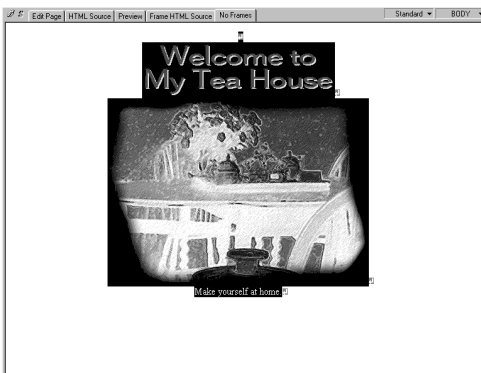 Edit Page HTML Source Preview Frame HTML Source No Frames Standard BODY
Welcome to
My Tea House
Make yourself at home